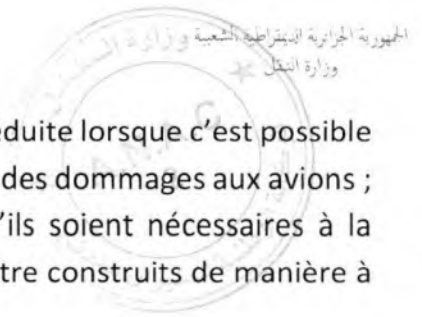 الجمهورية الجزائرية الديمقراطية الشعبية
وزارة النقل
éduite lorsque c'est possible
des dommages aux avions ;
'ils soient nécessaires à la
tre construits de manière à
A.N.A.C